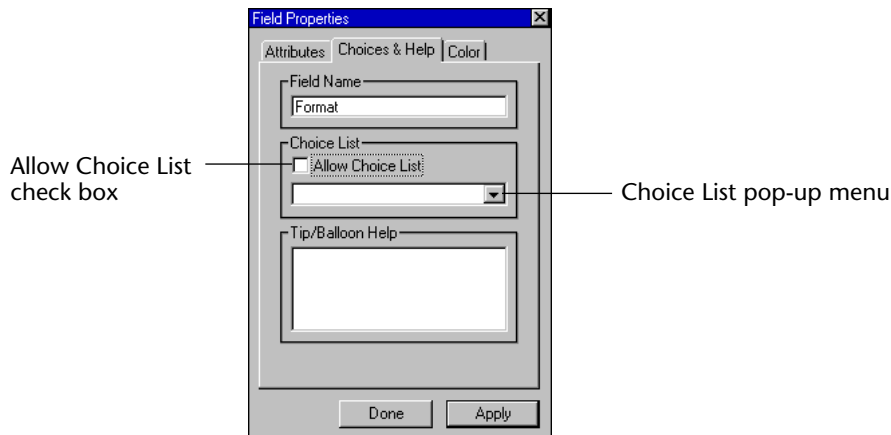 Field Properties
Attributes Choices & Help Color
Field Name
Format
Choice List
Allow Choice List
Tip/Balloon Help
Done Apply
Allow Choice List
check box
Choice List pop-up menu